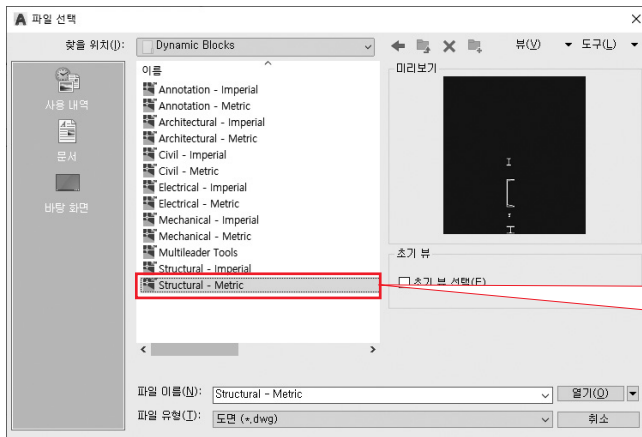 파일 선택
찾을 위치(I):
Dynamic Blocks
뷰(V)
도구(L)
사용 내역
문서
바탕 화면
이름
Annotation - Imperial
Annotation - Metric
Architectural - Imperial
Architectural - Metric
Civil - Imperial
Civil - Metric
Electrical - Imperial
Electrical - Metric
Mechanical - Imperial
Mechanical - Metric
Multileader Tools
Structural - Imperial
Structural - Metric
미리보기
초기 뷰
초기 뷰 선택(E)
파일 이름(N):
Structural - Metric
열기(O)
파일 유형(T):
도면 (*.dwg)
취소